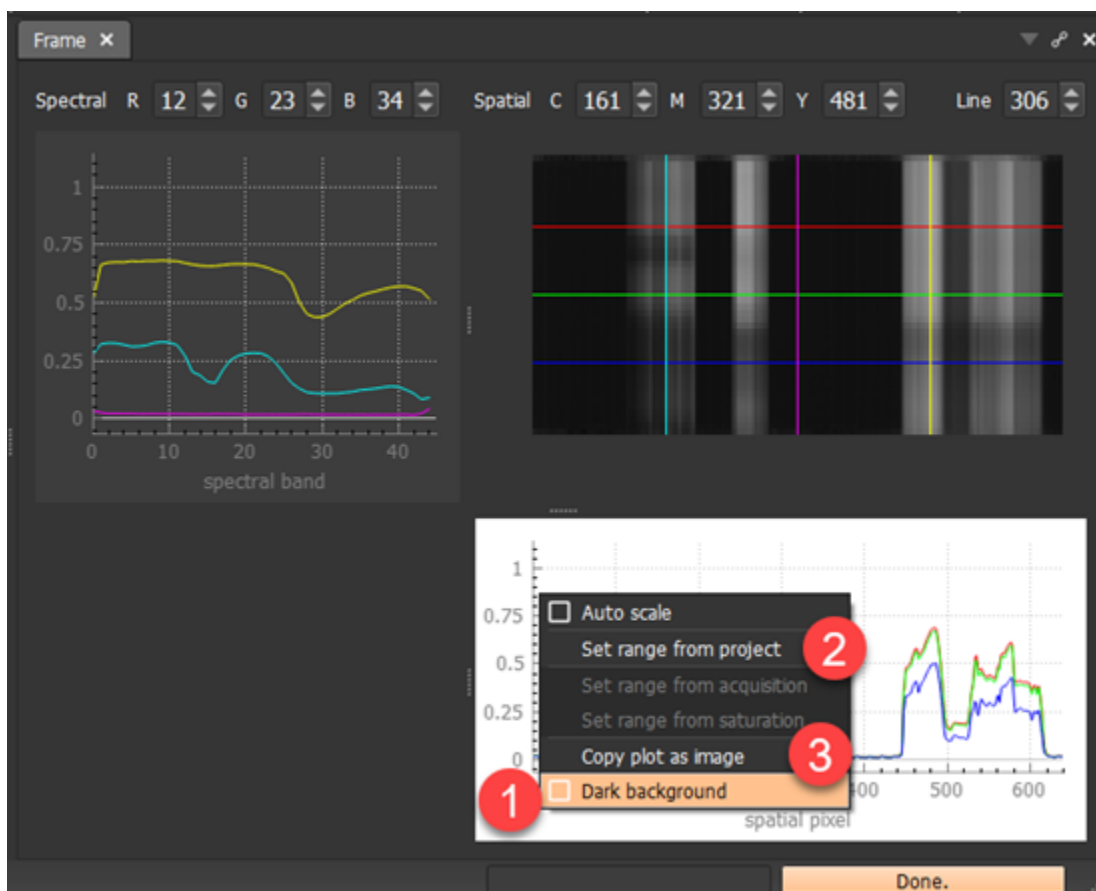 Frame
Spectral R 12 G 23 B 34 Spatial C 161 M 321 Y 481 Line 306
1
0.75
0.5
0.25
0
0 10 20 30 40
spectral band
1
0.75
0.5
0.25
0
Auto scale
Set range from project 2
Set range from acquisition
Set range from saturation
Copy plot as image 3
1 Dark background
500 600
spatial pixel
Done.